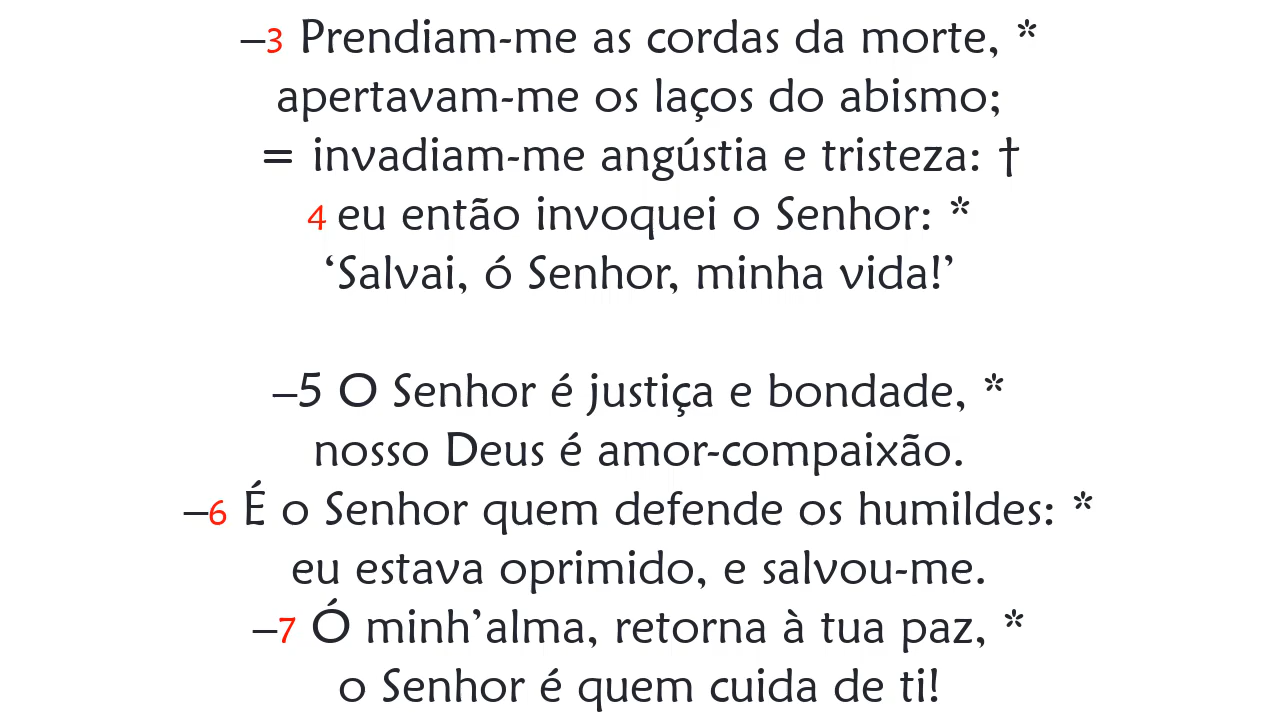 –3 Prendiam-me as cordas da morte, *
apertavam-me os laços do abismo;
= invadiam-me angústia e tristeza: †
4 eu então invoquei o Senhor: *
‘Salvai, ó Senhor, minha vida!’
–5 O Senhor é justiça e bondade, *
nosso Deus é amor-compaixão.
–6 É o Senhor quem defende os humildes: *
eu estava oprimido, e salvou-me.
–7 Ó minh’alma, retorna à tua paz, *
o Senhor é quem cuida de ti!